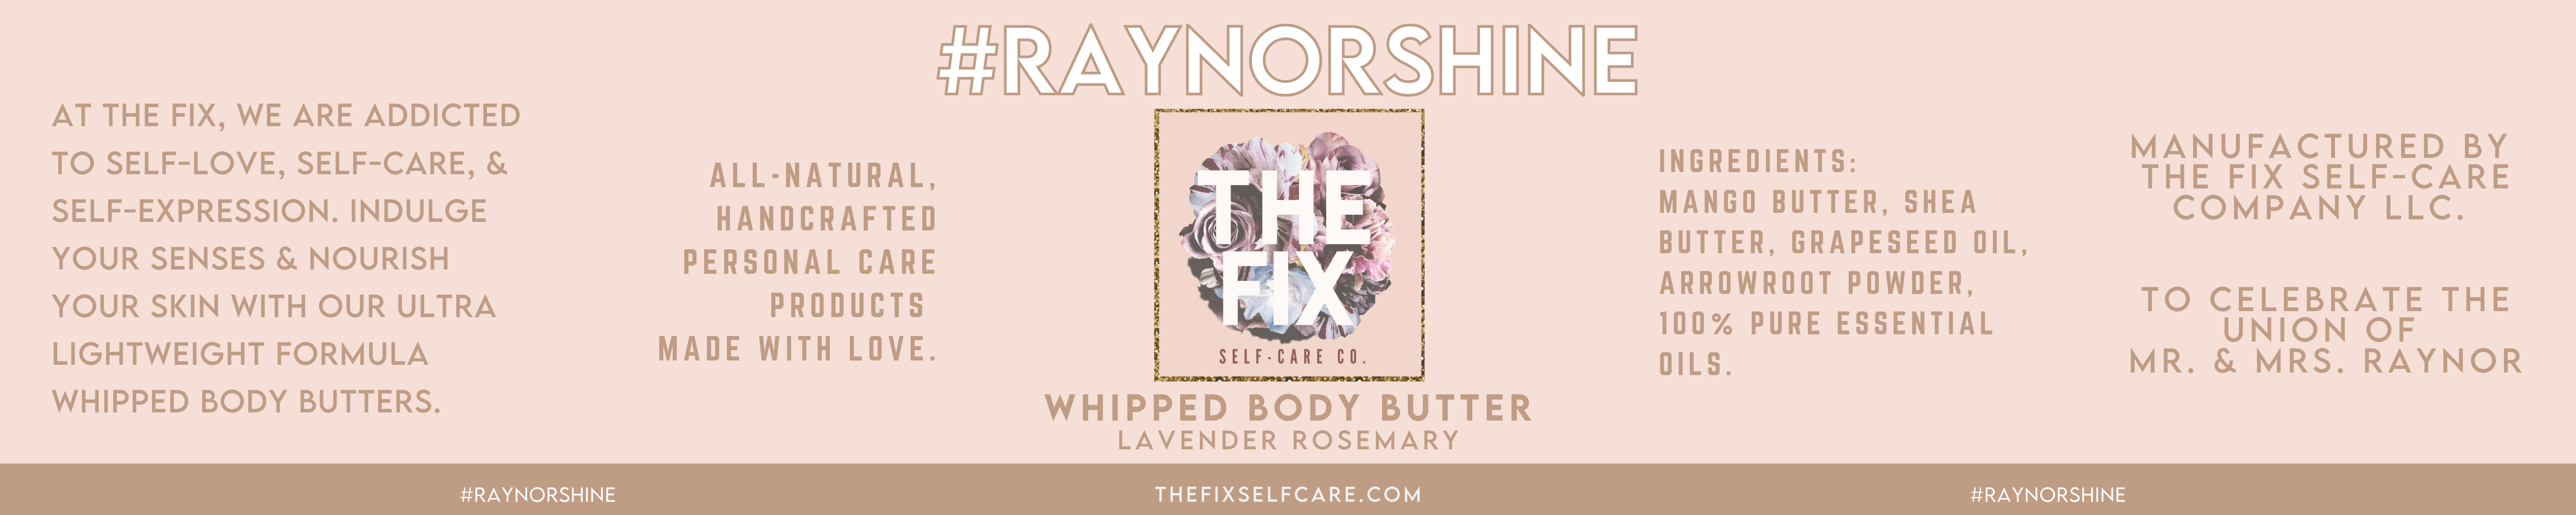 #RAYNORSHINE
AT THE FIX, WE ARE ADDICTED
TO SELF-LOVE, SELF-CARE, &
SELF-EXPRESSION. INDULGE
YOUR SENSES & NOURISH
YOUR SKIN WITH OUR ULTRA
LIGHTWEIGHT FORMULA
WHIPPED BODY BUTTERS.
ALL-NATURAL,
HANDCRAFTED
PERSONAL CARE
PRODUCTS
MADE WITH LOVE.
THE
FIX
SELF-CARE CO.
WHIPPED BODY BUTTER
LAVENDER ROSEMARY
INGREDIENTS:
MANGO BUTTER, SHEA
BUTTER, GRAPESEED OIL,
ARROWROOT POWDER,
100% PURE ESSENTIAL
OILS.
MANUFACTURED BY
THE FIX SELF-CARE
COMPANY LLC.
TO CELEBRATE THE
UNION OF
MR. & MRS. RAYNOR
#RAYNORSHINE
THEFIXSELFCARE.COM
#RAYNORSHINE